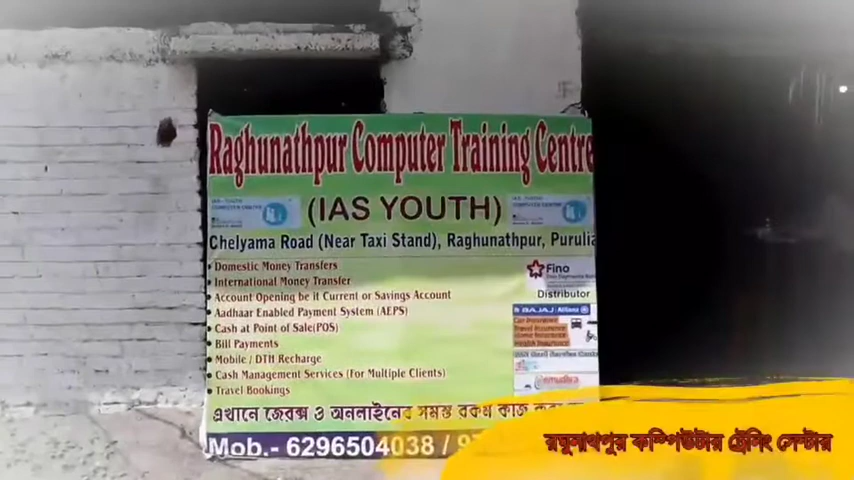 Raghunathpur Computer Training Centre
(IAS YOUTH)
Chelyama Road (Near Taxi Stand), Raghunathpur, Purulia
Domestic Money Transfer
International Money Transfer
Account Opening be it Current or Savings Account
Aadhaar Enabled Payment System (AEPS)
Cash at Point of Sale(POS)
Bill Payments
Mobile / DTH Recharge
Cash Management Services (For Multiple Clients)
Travel Bookings
Fino
DISTRIBUTOR
BAJAJ Allianz
এখানে জেরক্স ও অনলাইনের সমস্ত রকম কাজ
Mob.- 6296504038 /
রঘুনাথপুর কম্পিউটার ট্রেনিং সেন্টার